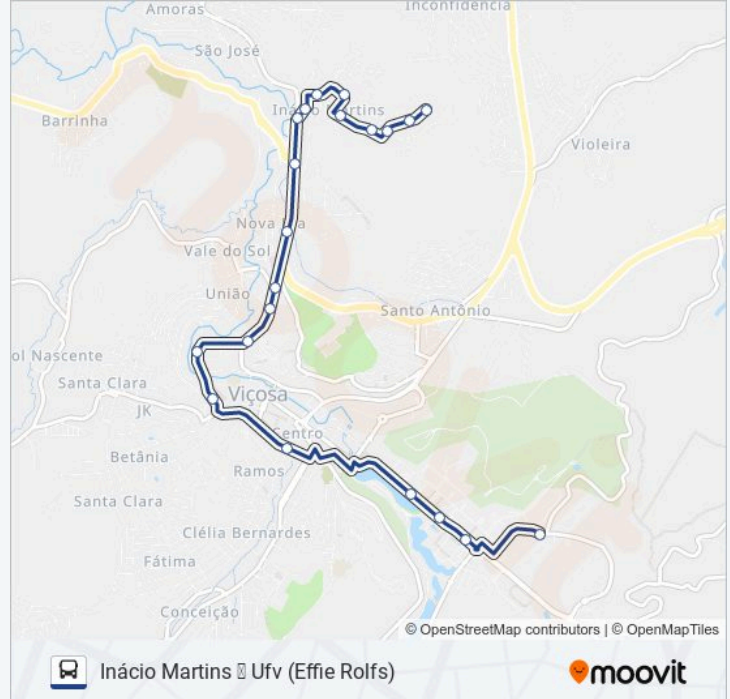 Amoras
Inconfidência
São José
Inácio Martins
Barrinha
Violeira
Nova Era
Vale do Sol
União
Santo Antônio
ol Nascente
Santa Clara
Viçosa
JK
Centro
Betânia
Ramos
Santa Clara
Clélia Bernardes
Fátima
Conceição
© OpenStreetMap contributors | © OpenMapTiles
Inácio Martins Ufv (Effie Rolfs)
moovit